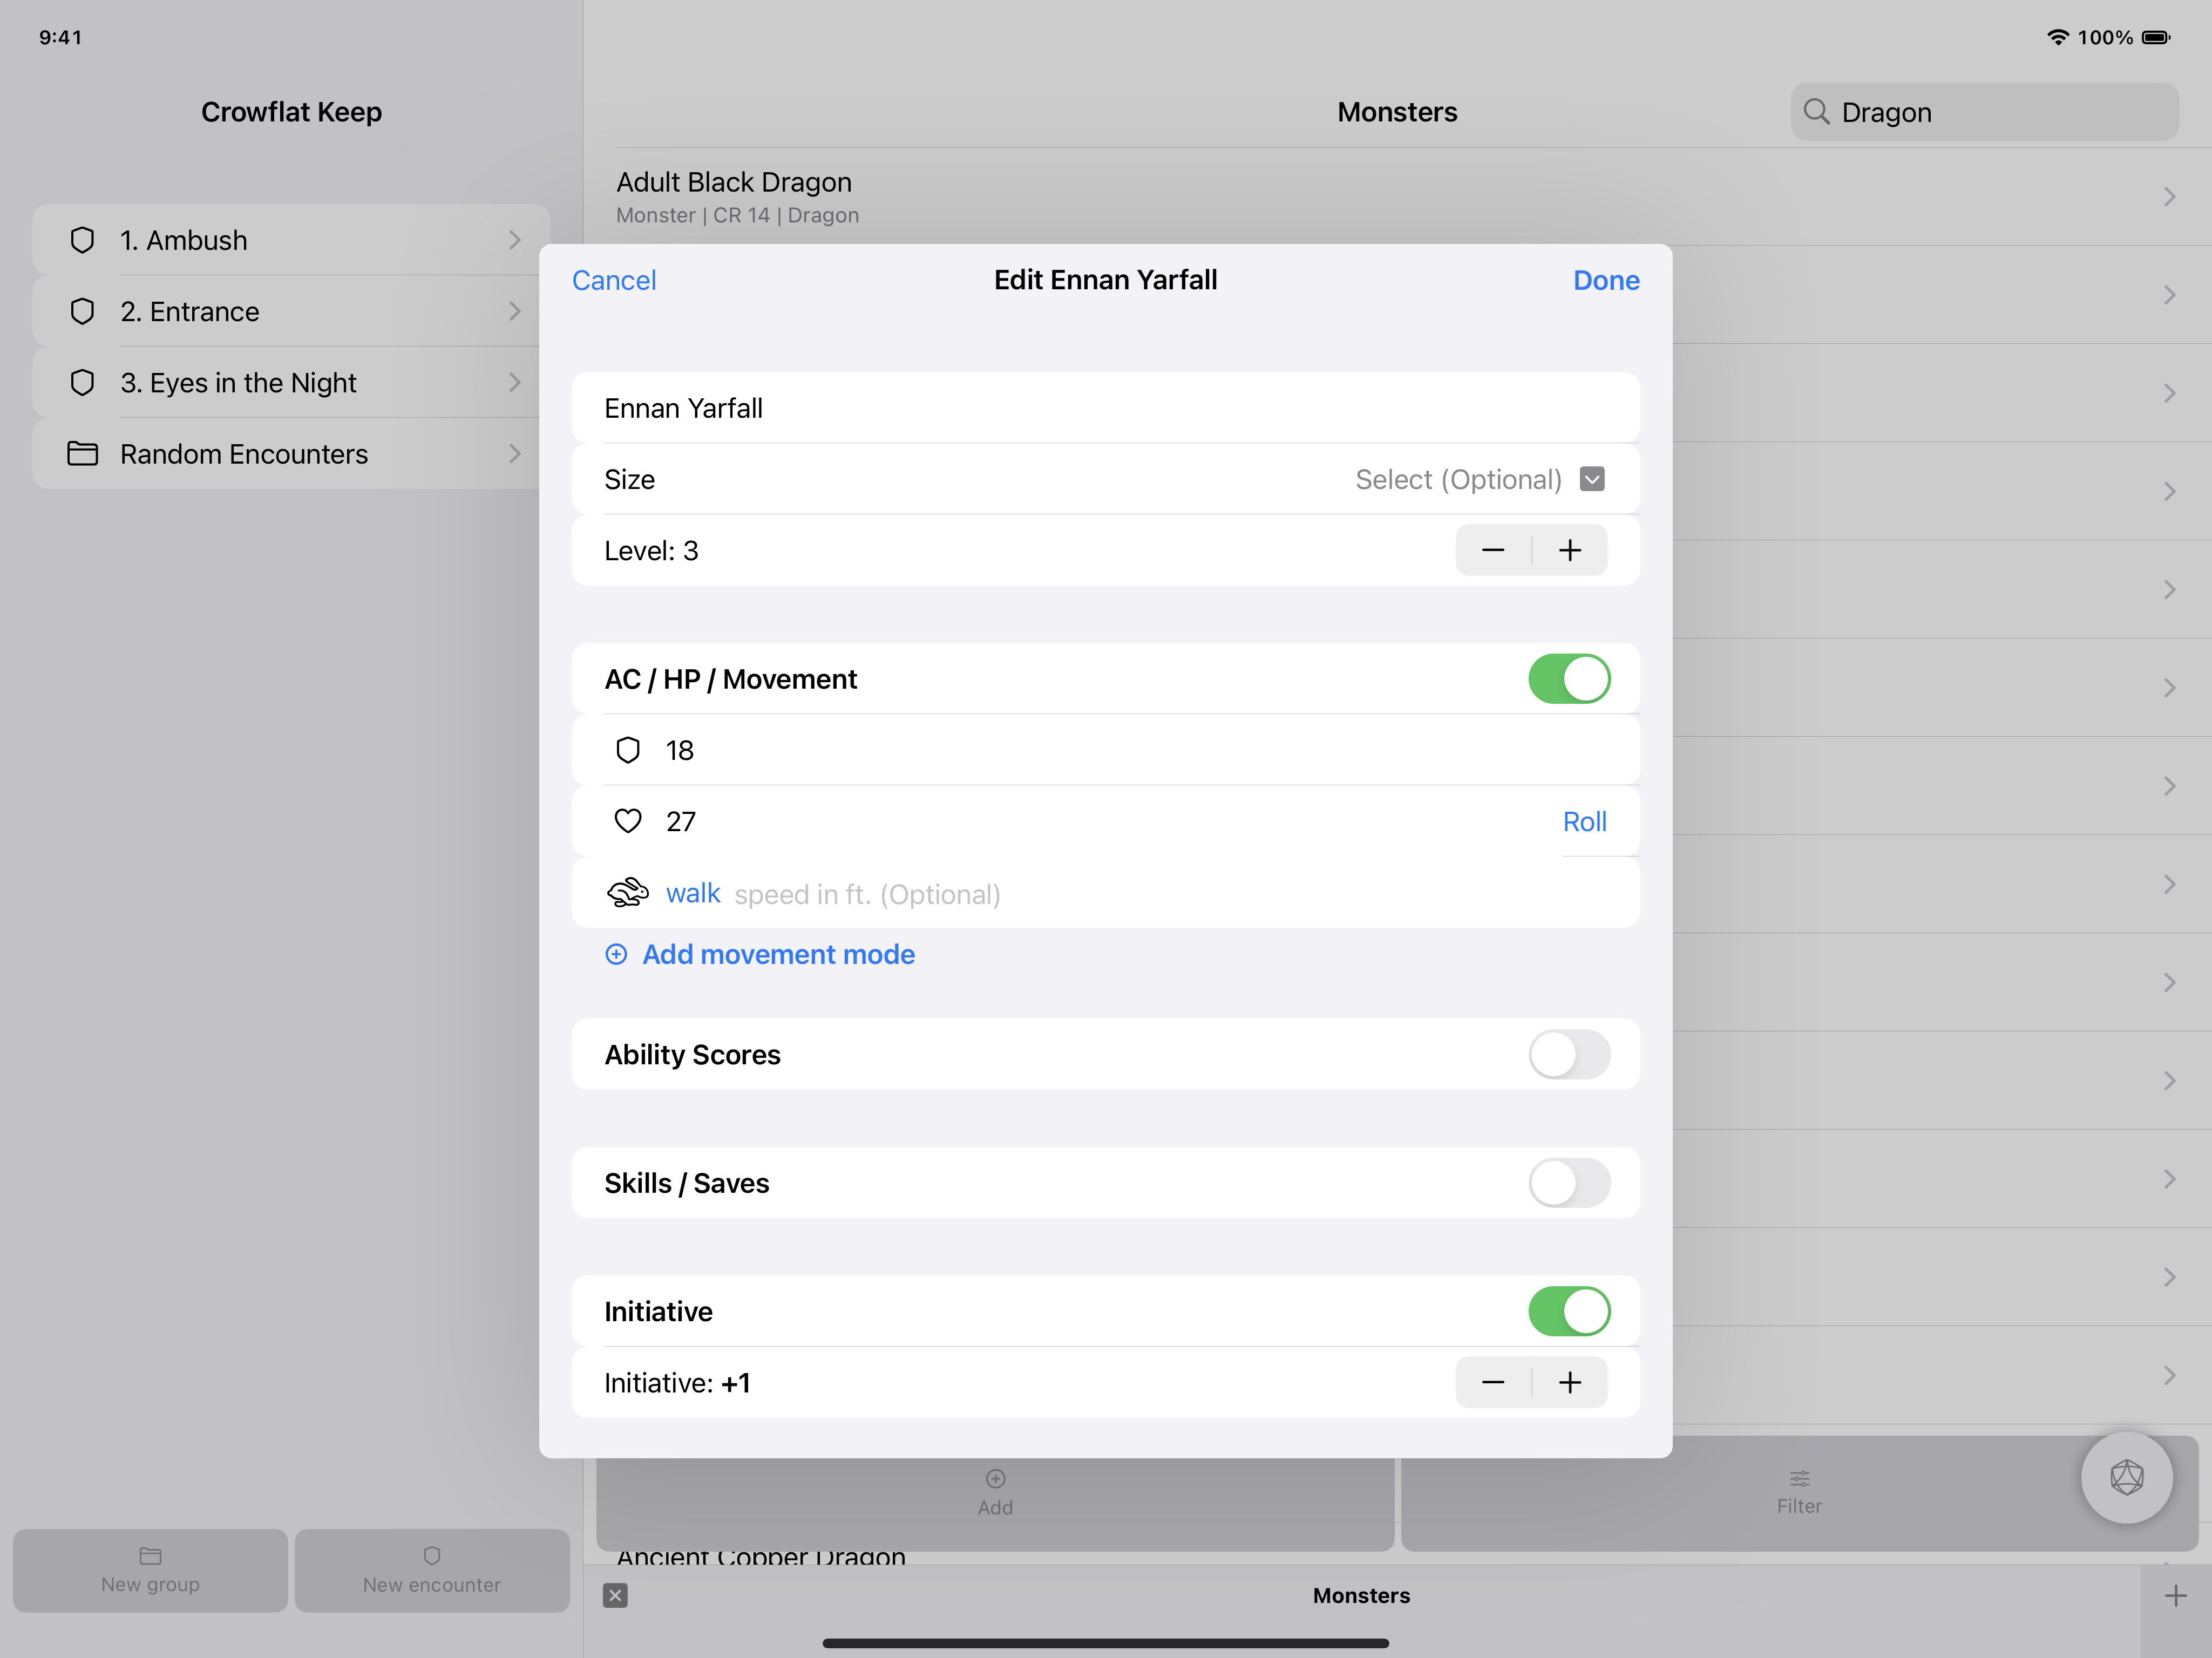 9:41
100%
Crowflat Keep
Monsters
Dragon
1. Ambush
2. Entrance
3. Eyes in the Night
Random Encounters
Adult Black Dragon
Monster | CR 14 | Dragon
Cancel
Edit Ennan Yarfall
Done
Ennan Yarfall
Size
Select (Optional)
Level: 3
AC / HP / Movement
18
27
Roll
walk speed in ft. (Optional)
Add movement mode
Ability Scores
Skills / Saves
Initiative
Initiative: +1
Add
Filter
Ancient Copper Dragon
New group
New encounter
Monsters